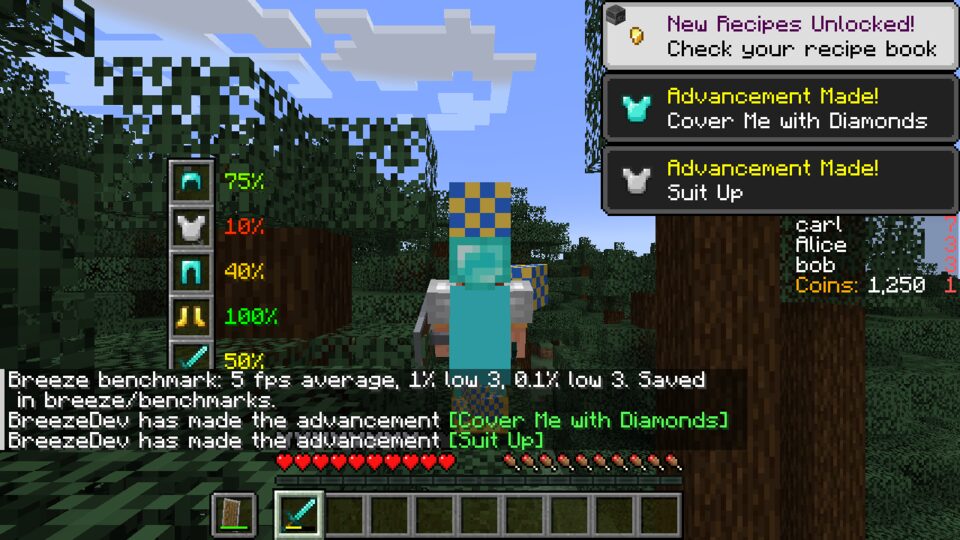 New Recipes Unlocked!
Check your recipe book
Advancement Made!
Cover Me with Diamonds
Advancement Made!
Suit Up
75%
10%
40%
100%
50%
carl
Alice 3
bob 2
Coins: 1,250 1
Breeze benchmark: 5 fps average, 1% low 3, 0.1% low 3. Saved
in breeze/benchmarks.
BreezeDev has made the advancement [Cover Me with Diamonds]
BreezeDev has made the advancement [Suit Up]